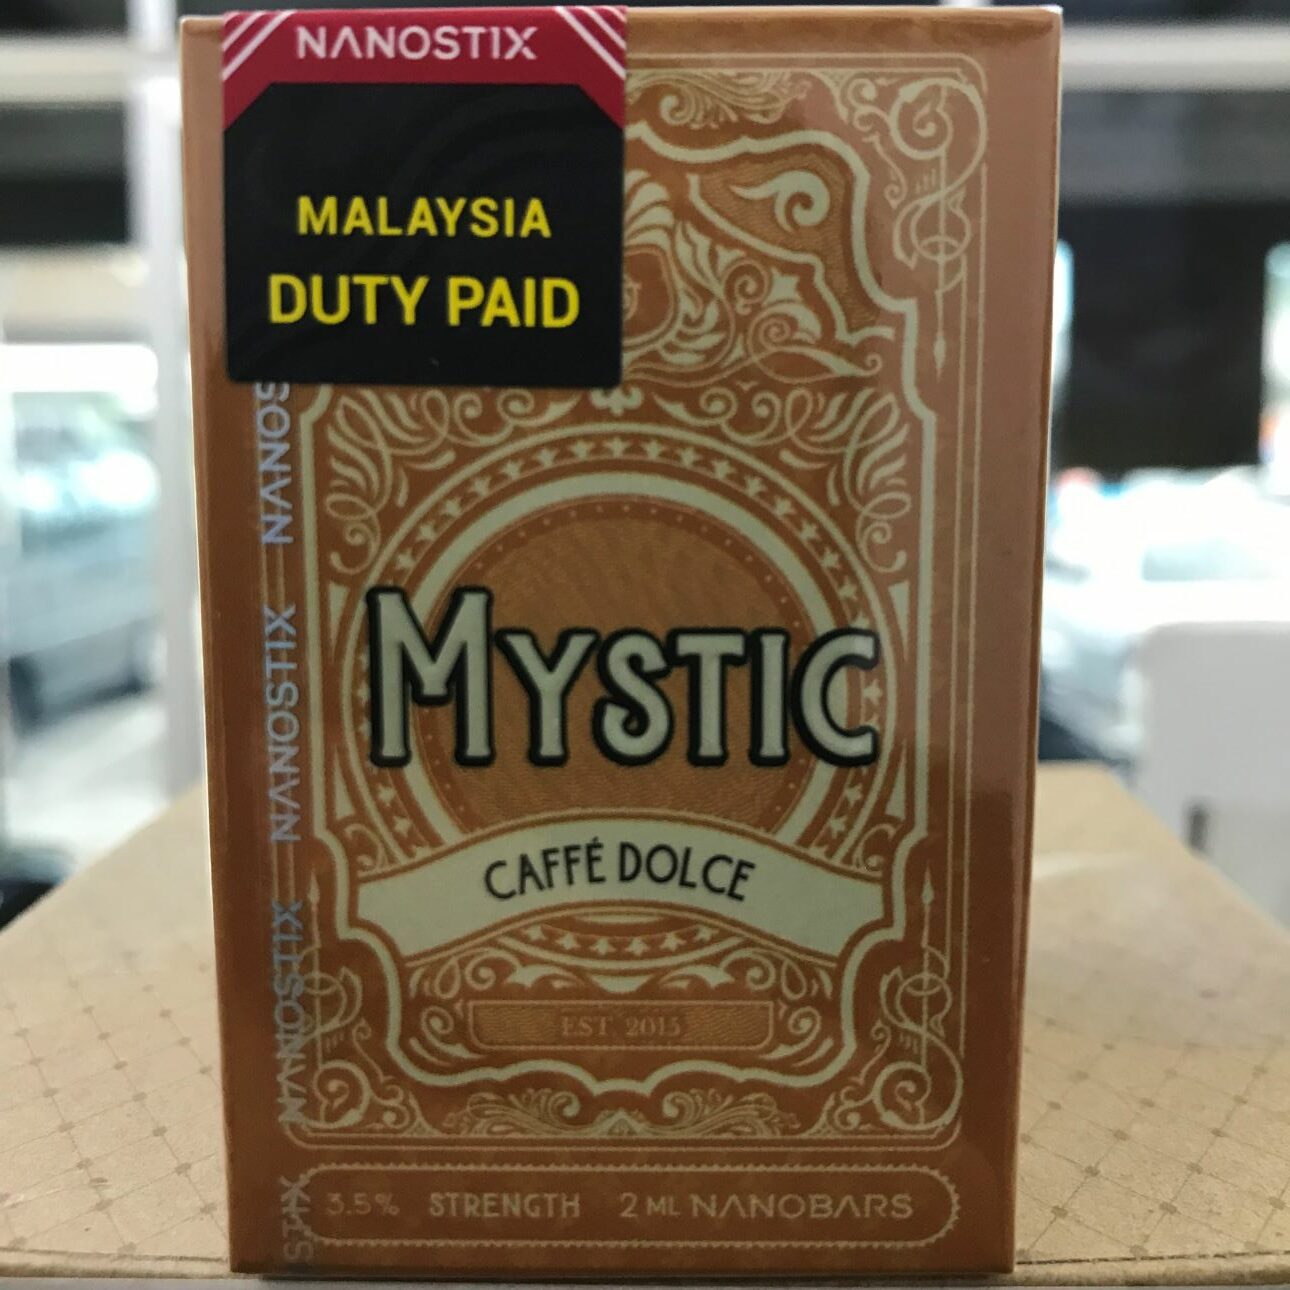 NANOSTIX
MALAYSIA
DUTY PAID
NANOSTIX
NANOSTIX
MYSTIC
CAFFÉ DOLCE
EST. 2015
3.5% STRENGTH 2 ML NANOBARS